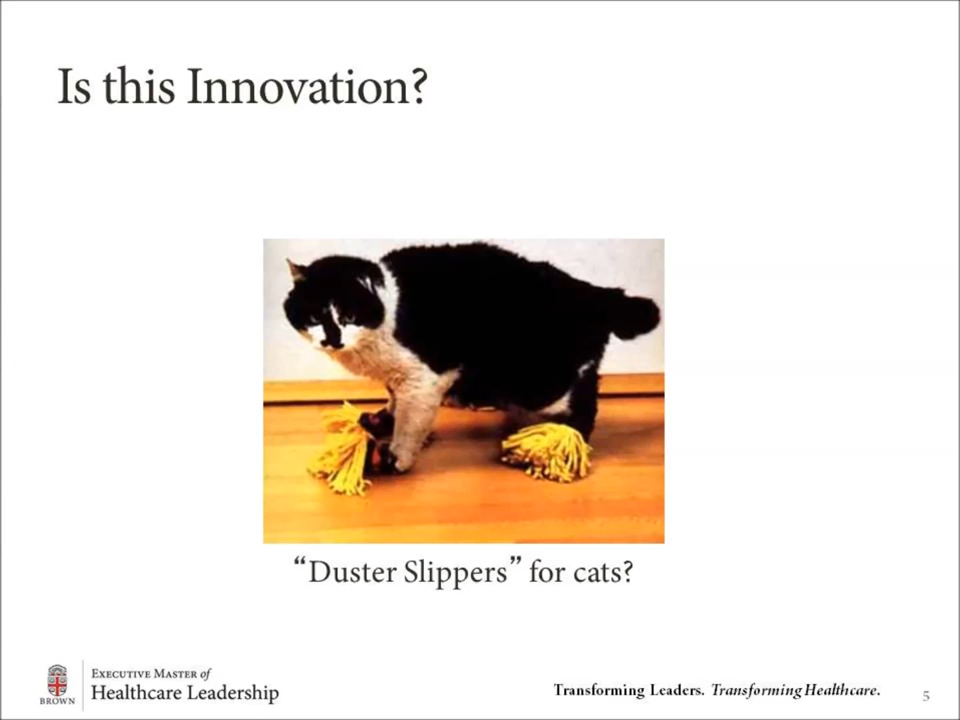 Is this Innovation?
“Duster Slippers” for cats?
BROWN
Executive Master of
Healthcare Leadership
Transforming Leaders. Transforming Healthcare.
5